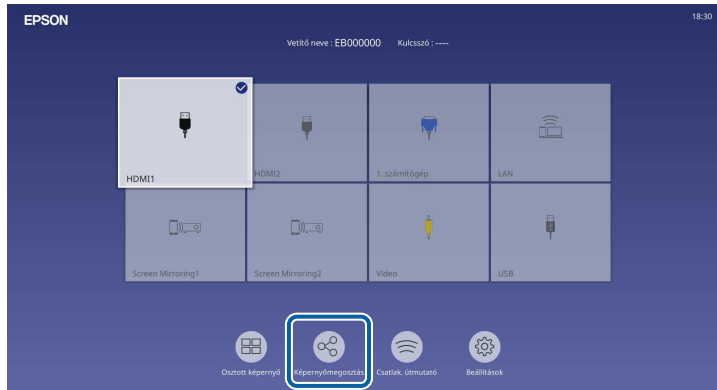 EPSON
18:30
Vetítő neve : EB000000 Kulcsszó : ----
HDMI1
HDMI2
1. számítógép
LAN
Screen Mirroring1
Screen Mirroring2
Video
USB
Osztott képernyő
Képernyőmegosztás
Csatlak. útmutató
Beállítások